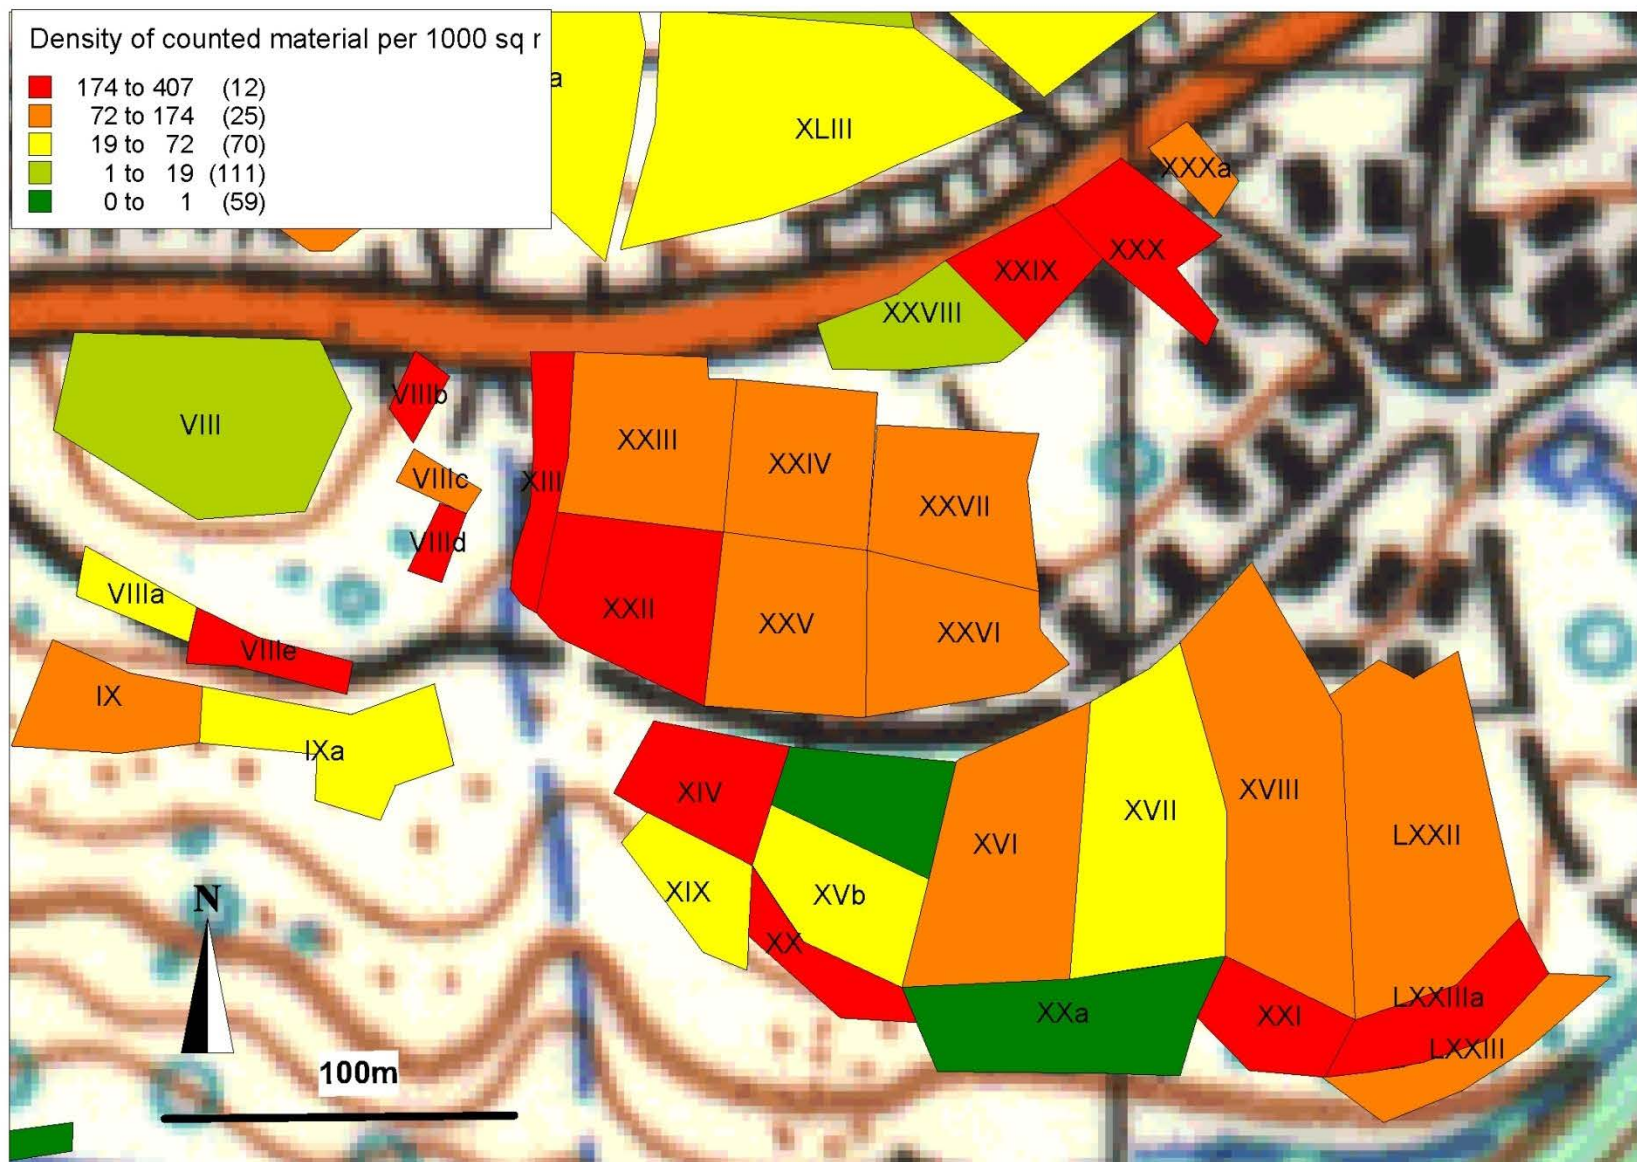 Density of counted material per 1000 sq r
174 to 407 (12)
72 to 174 (25)
19 to 72 (70)
1 to 19 (111)
0 to 1 (59)
a
XLIII
XXXa
XXX
XXIX
XXVIII
VIIIb
VIII
XXIII
XXIV
VIIIc
XIII
XXVII
VIIId
VIIIa
XXII
XXV
XXVI
VIIIe
IX
IXa
XIV
XVIII
XVII
LXXII
XVI
XIX
XVb
N
XX
LXXIIIa
XXa
XXI
LXXIII
100m